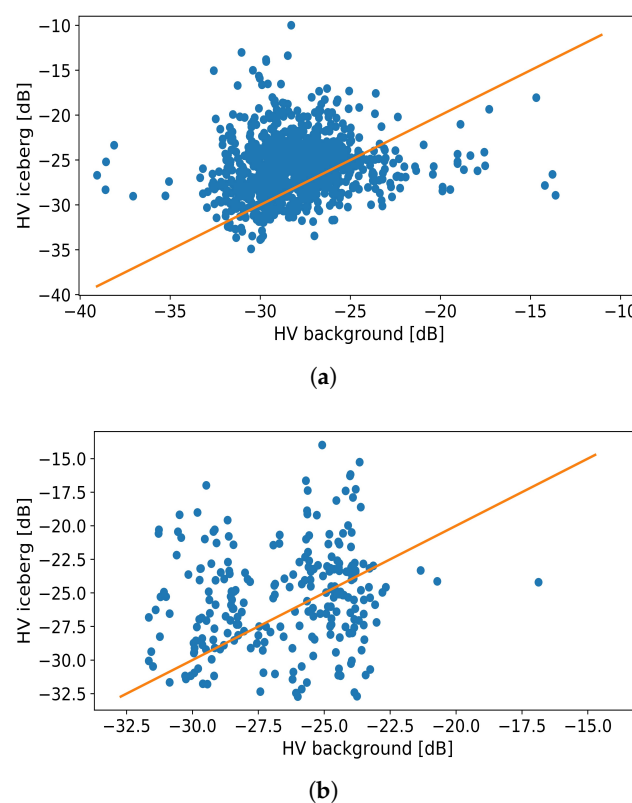 −10
−15
−20
−25
−30
−35
−40
HV iceberg [dB]
−40 −35 −30 −25 −20 −15 −10
HV background [dB]
(a)
−15.0
−17.5
−20.0
−22.5
−25.0
−27.5
−30.0
−32.5
HV iceberg [dB]
−32.5 −30.0 −27.5 −25.0 −22.5 −20.0 −17.5 −15.0
HV background [dB]
(b)